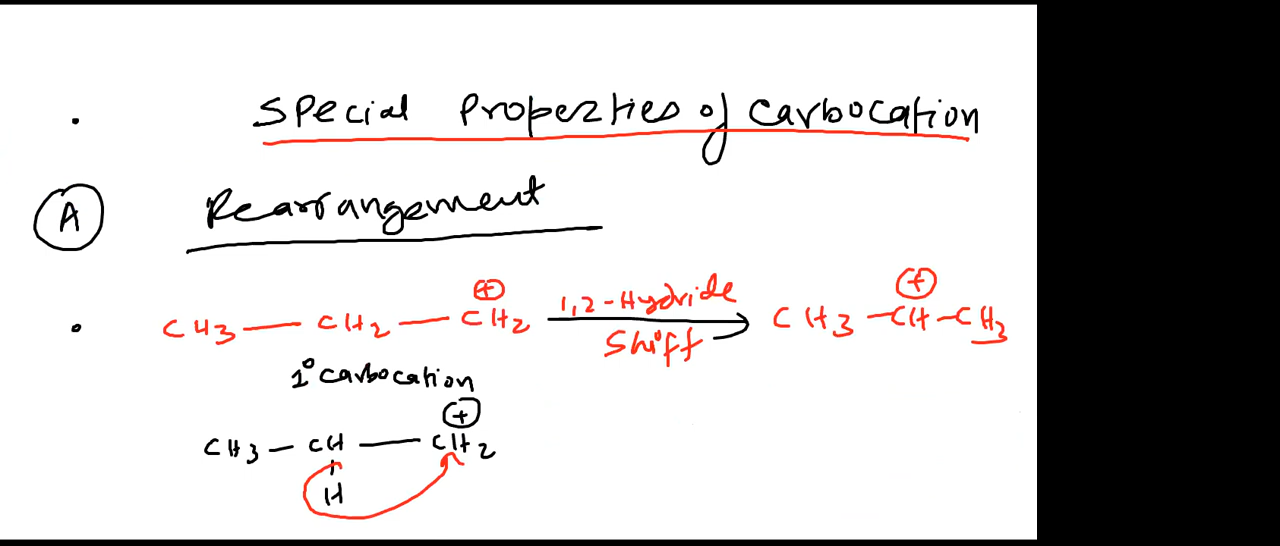 Special Properties of Carbocation
A Rearrangement
CH3 — CH2 — CH2 ⊕ 1,2-Hydride Shift → CH3 - CH ⊕ - CH3
1° carbocation
CH3 — CH — CH2 ⊕
H